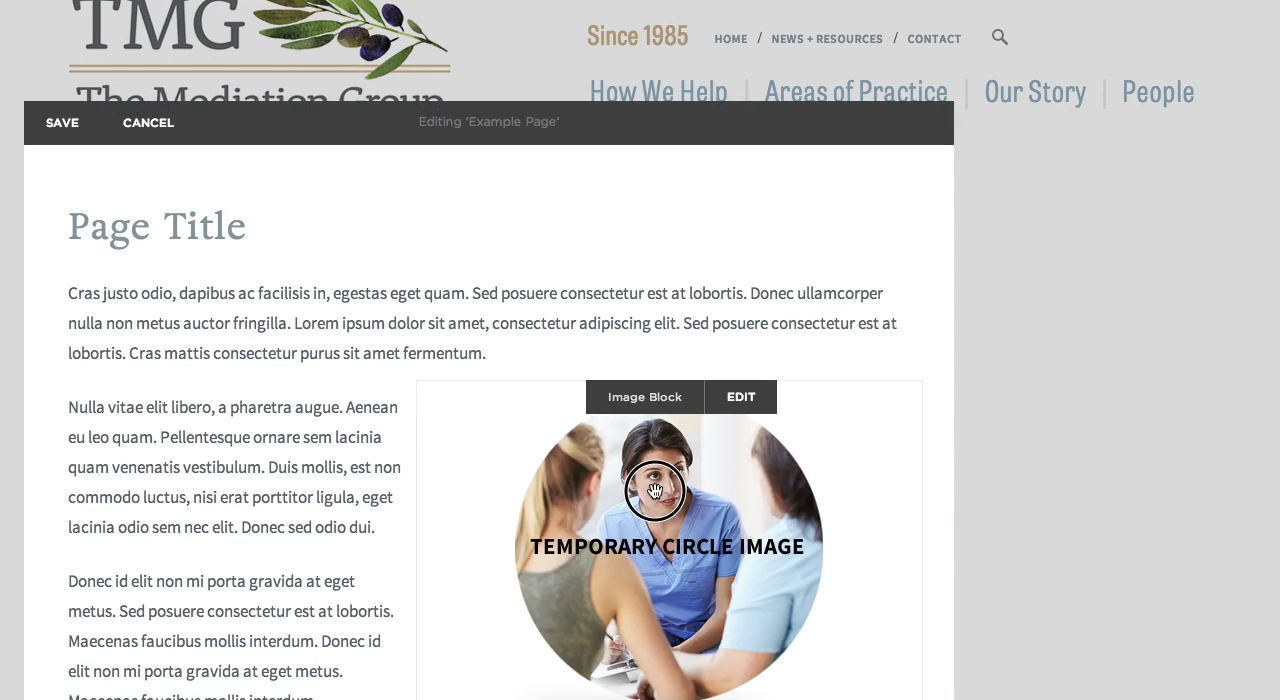 TMG
The Mediation Group
Since 1985
HOME / NEWS + RESOURCES / CONTACT
How We Help | Areas of Practice | Our Story | People
SAVE CANCEL Editing 'Example Page'
Page Title
Cras justo odio, dapibus ac facilisis in, egestas eget quam. Sed posuere consectetur est at lobortis. Donec ullamcorper
nulla non metus auctor fringilla. Lorem ipsum dolor sit amet, consectetur adipiscing elit. Sed posuere consectetur est at
lobortis. Cras mattis consectetur purus sit amet fermentum.
Nulla vitae elit libero, a pharetra augue. Aenean
eu leo quam. Pellentesque ornare sem lacinia
quam venenatis vestibulum. Duis mollis, est non
commodo luctus, nisi erat porttitor ligula, eget
lacinia odio sem nec elit. Donec sed odio dui.
Donec id elit non mi porta gravida at eget
metus. Sed posuere consectetur est at lobortis.
Maecenas faucibus mollis interdum. Donec id
elit non mi porta gravida at eget metus.
Maecenas faucibus mollis interdum.
Image Block EDIT
TEMPORARY CIRCLE IMAGE